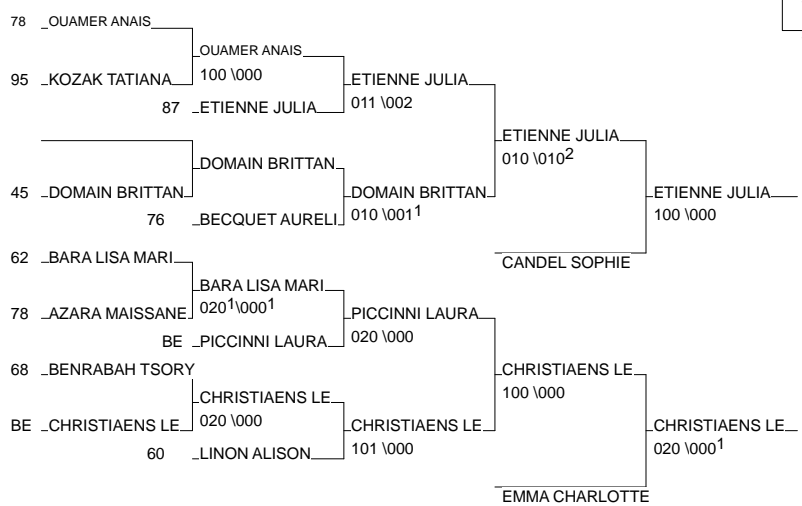 78 OUAMER ANAIS
OUAMER ANAIS
100 \000
95 KOZAK TATIANA
ETIENNE JULIA
011 \002
87 ETIENNE JULIA
ETIENNE JULIA
010 \010²
DOMAIN BRITTAN
45 DOMAIN BRITTAN
DOMAIN BRITTAN
010 \001¹
ETIENNE JULIA
100 \000
76 BECQUET AURELI
62 BARA LISA MARI
CANDEL SOPHIE
BARA LISA MARI
020¹\000¹
78 AZARA MAISSANE
PICCINNI LAURA
020 \000
BE PICCINNI LAURA
68 BENRABAH TSORY
CHRISTIAENS LE
100 \000
CHRISTIAENS LE
020 \000
BE CHRISTIAENS LE
CHRISTIAENS LE
101 \000
CHRISTIAENS LE
020 \000¹
60 LINON ALISON
EMMA CHARLOTTE